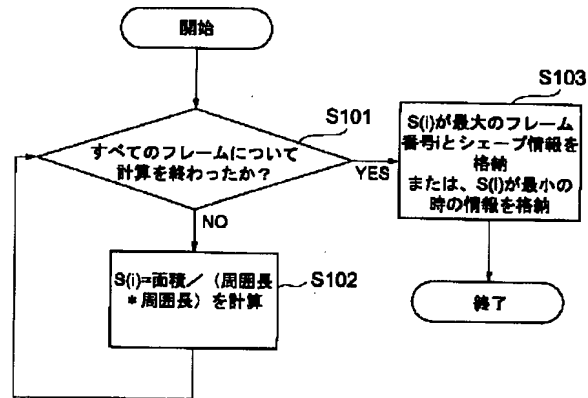 開始
S101
すべてのフレームについて
計算を終わったか？
YES
NO
S102
S(i)=面積／（周囲長
＊周囲長）を計算
S103
S(i)が最大のフレーム
番号iとシェープ情報を
格納
または、S(i)が最小の
時の情報を格納
終了